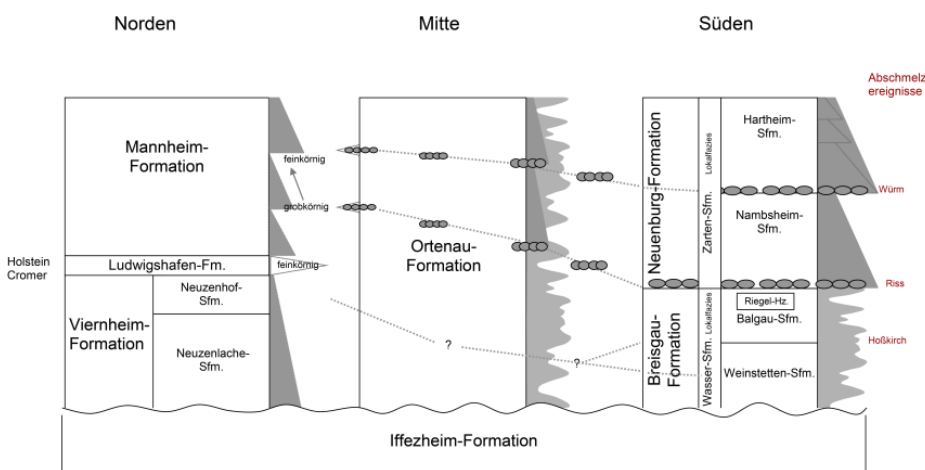 Norden
Mitte
Süden
Abschmelz
ereignisse
Mannheim-
Formation
feinkörnig
grobkörnig
Holstein
Cromer
Ludwigshafen-Fm.
feinkörnig
Viernheim-
Formation
Neuzenhof-
Sfm.
Neuzenlache-
Sfm.
Ortenau-
Formation
?
?
Neuenburg-Formation
Zarten-Sfm. Lokalfazies
Hartheim-
Sfm.
Würm
Nambsheim-
Sfm.
Riss
Breisgau-
Formation
Wasser-Sfm. Lokalfazies
Riegel-Hz.
Balgau-Sfm.
Hoßkirch
Weinstetten-Sfm.
Iffezheim-Formation